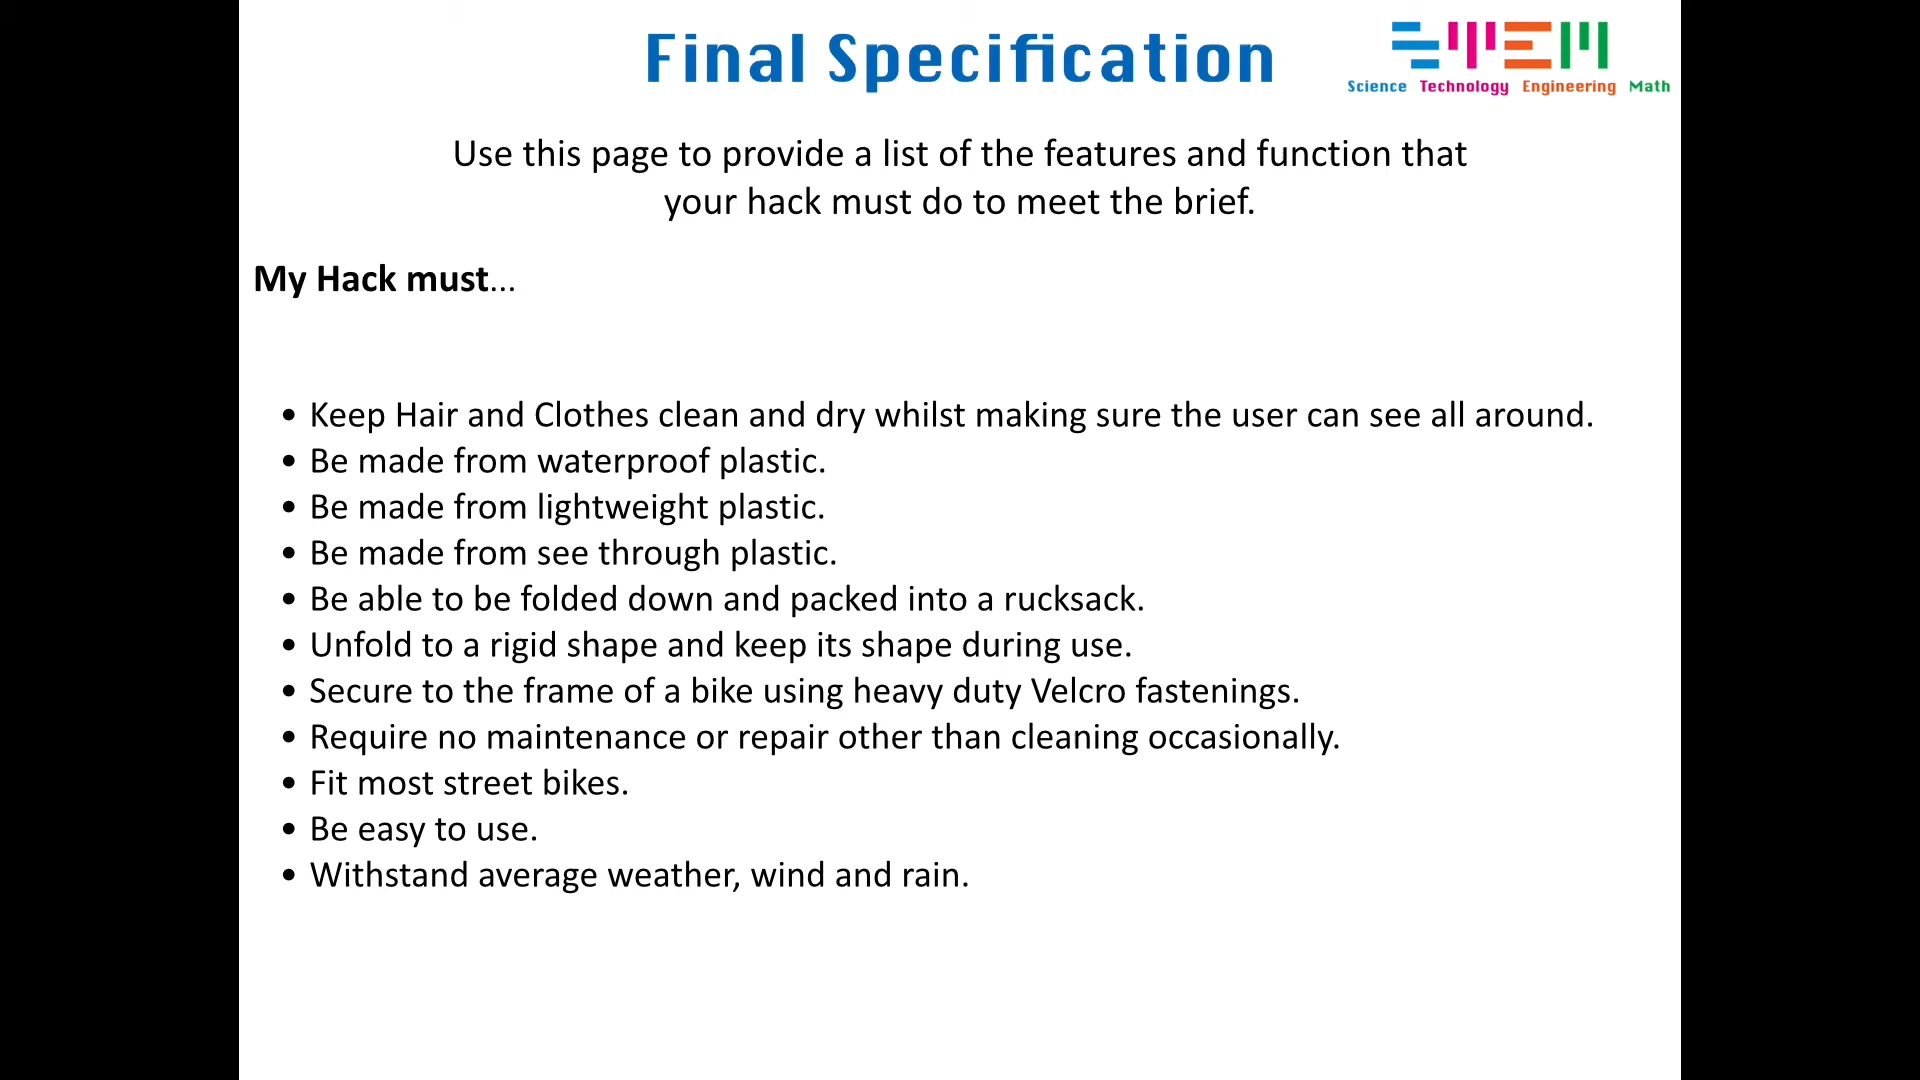 Final Specification
STEM
Science Technology Engineering Math
Use this page to provide a list of the features and function that
your hack must do to meet the brief.
My Hack must...
• Keep Hair and Clothes clean and dry whilst making sure the user can see all around.
• Be made from waterproof plastic.
• Be made from lightweight plastic.
• Be made from see through plastic.
• Be able to be folded down and packed into a rucksack.
• Unfold to a rigid shape and keep its shape during use.
• Secure to the frame of a bike using heavy duty Velcro fastenings.
• Require no maintenance or repair other than cleaning occasionally.
• Fit most street bikes.
• Be easy to use.
• Withstand average weather, wind and rain.